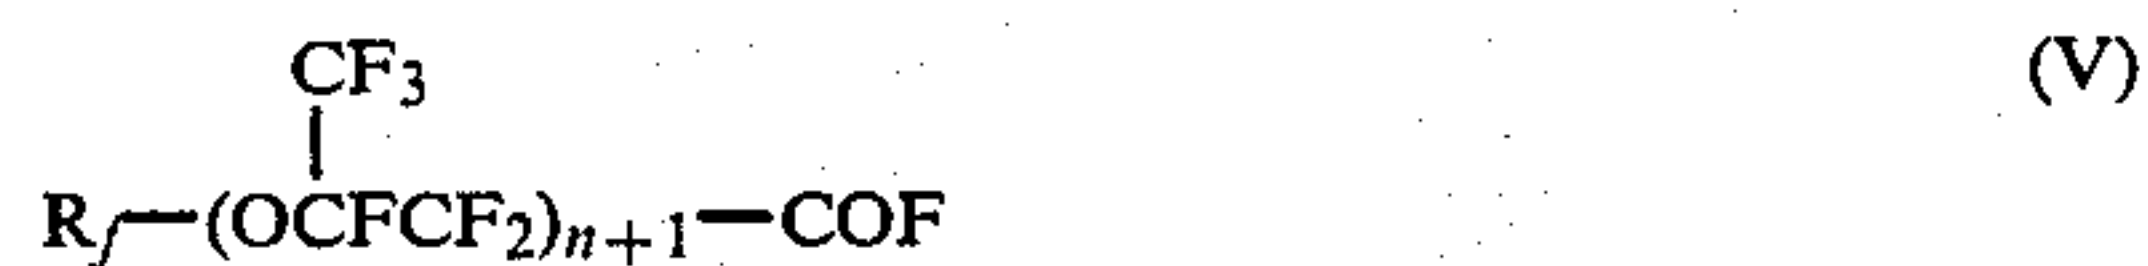 CF₃ (V)
R_f—(OCFCF₂)ₙ₊₁—COF